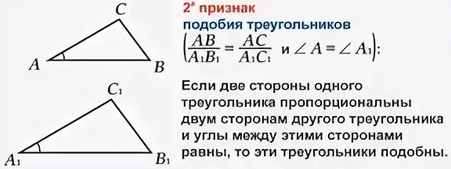 C
A
B
C₁
A₁
B₁
2ª признак
подобия треугольников
(AB/A₁B₁ = AC/A₁C₁ и ∠ A = ∠ A₁):
Если две стороны одного
треугольника пропорциональны
двум сторонам другого треугольника
и углы между этими сторонами
равны, то эти треугольники подобны.